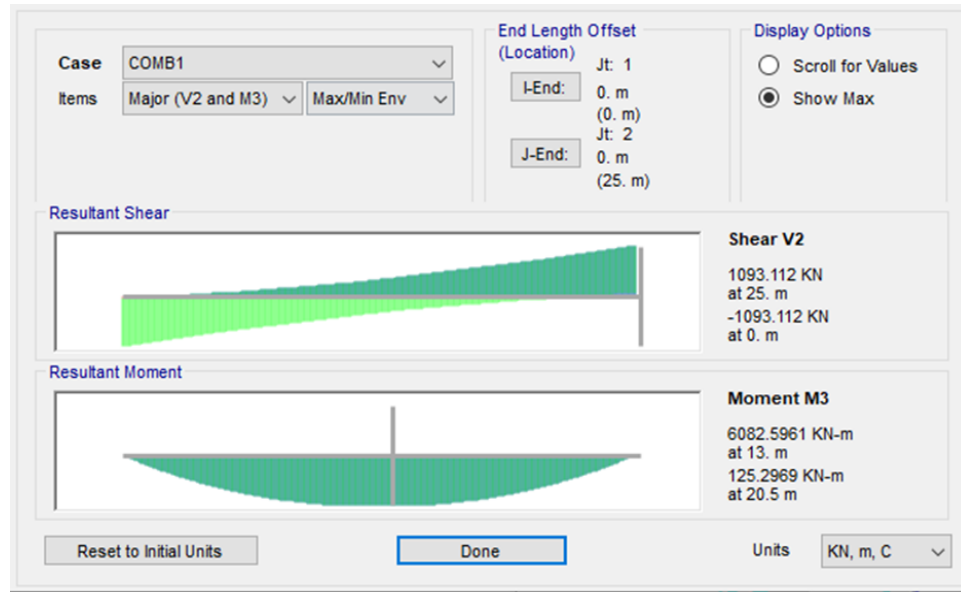 Case
COMB1
Items
Major (V2 and M3)
Max/Min Env
End Length Offset
(Location)
I-End:
Jt: 1
0. m
(0. m)
J-End:
Jt: 2
0. m
(25. m)
Display Options
Scroll for Values
Show Max
Resultant Shear
Shear V2
1093.112 KN
at 25. m
-1093.112 KN
at 0. m
Resultant Moment
Moment M3
6082.5961 KN-m
at 13. m
125.2969 KN-m
at 20.5 m
Reset to Initial Units
Done
Units
KN, m, C